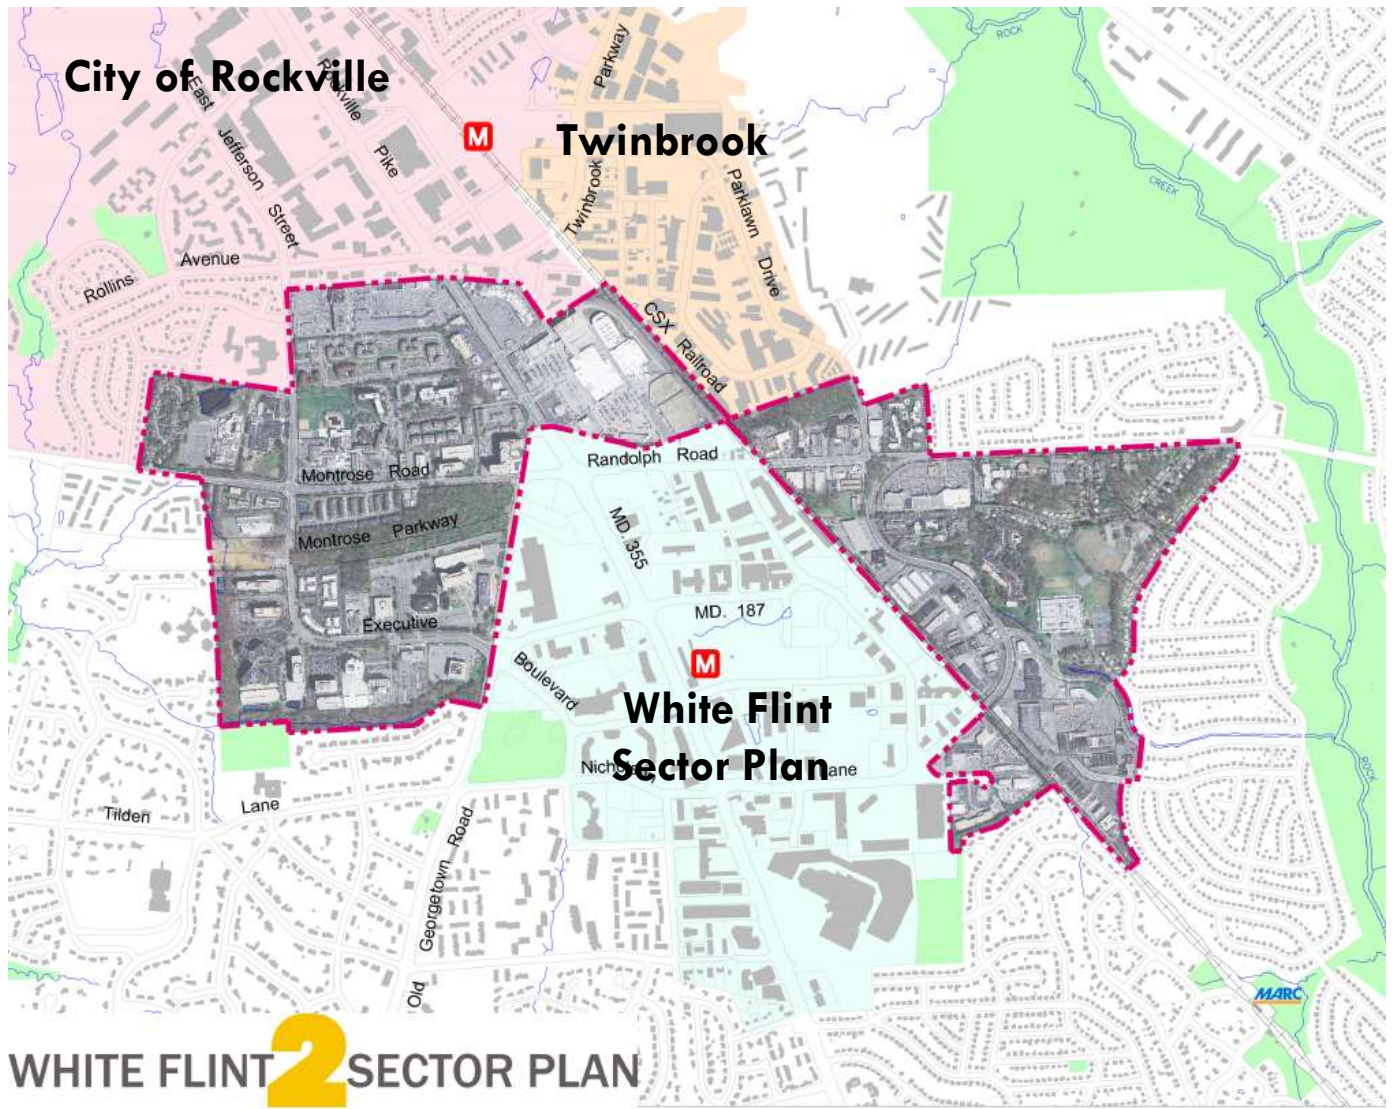 City of Rockville
Twinbrook
East Jefferson Street
Rockville Pike
Parkway
Twinbrook
Parklawn Drive
ROCK
CREEK
Rollins Avenue
CSX Railroad
Randolph Road
Montrose Road
Montrose Parkway
MD. 355
MD. 187
Executive
Boulevard
M
M
White Flint
Sector Plan
Lane
Tilden Lane
Old Georgetown Road
ROCK
MARC
WHITE FLINT 2 SECTOR PLAN